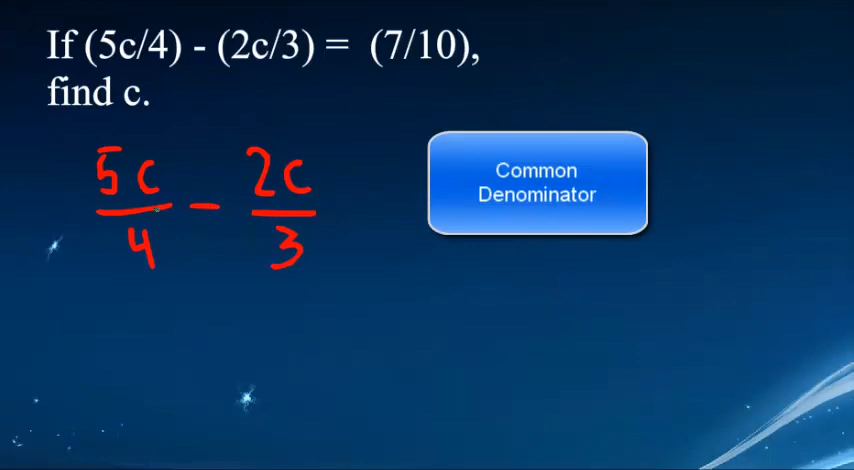 If (5c/4) - (2c/3) = (7/10),
find c.
5c/4 - 2c/3
Common
Denominator